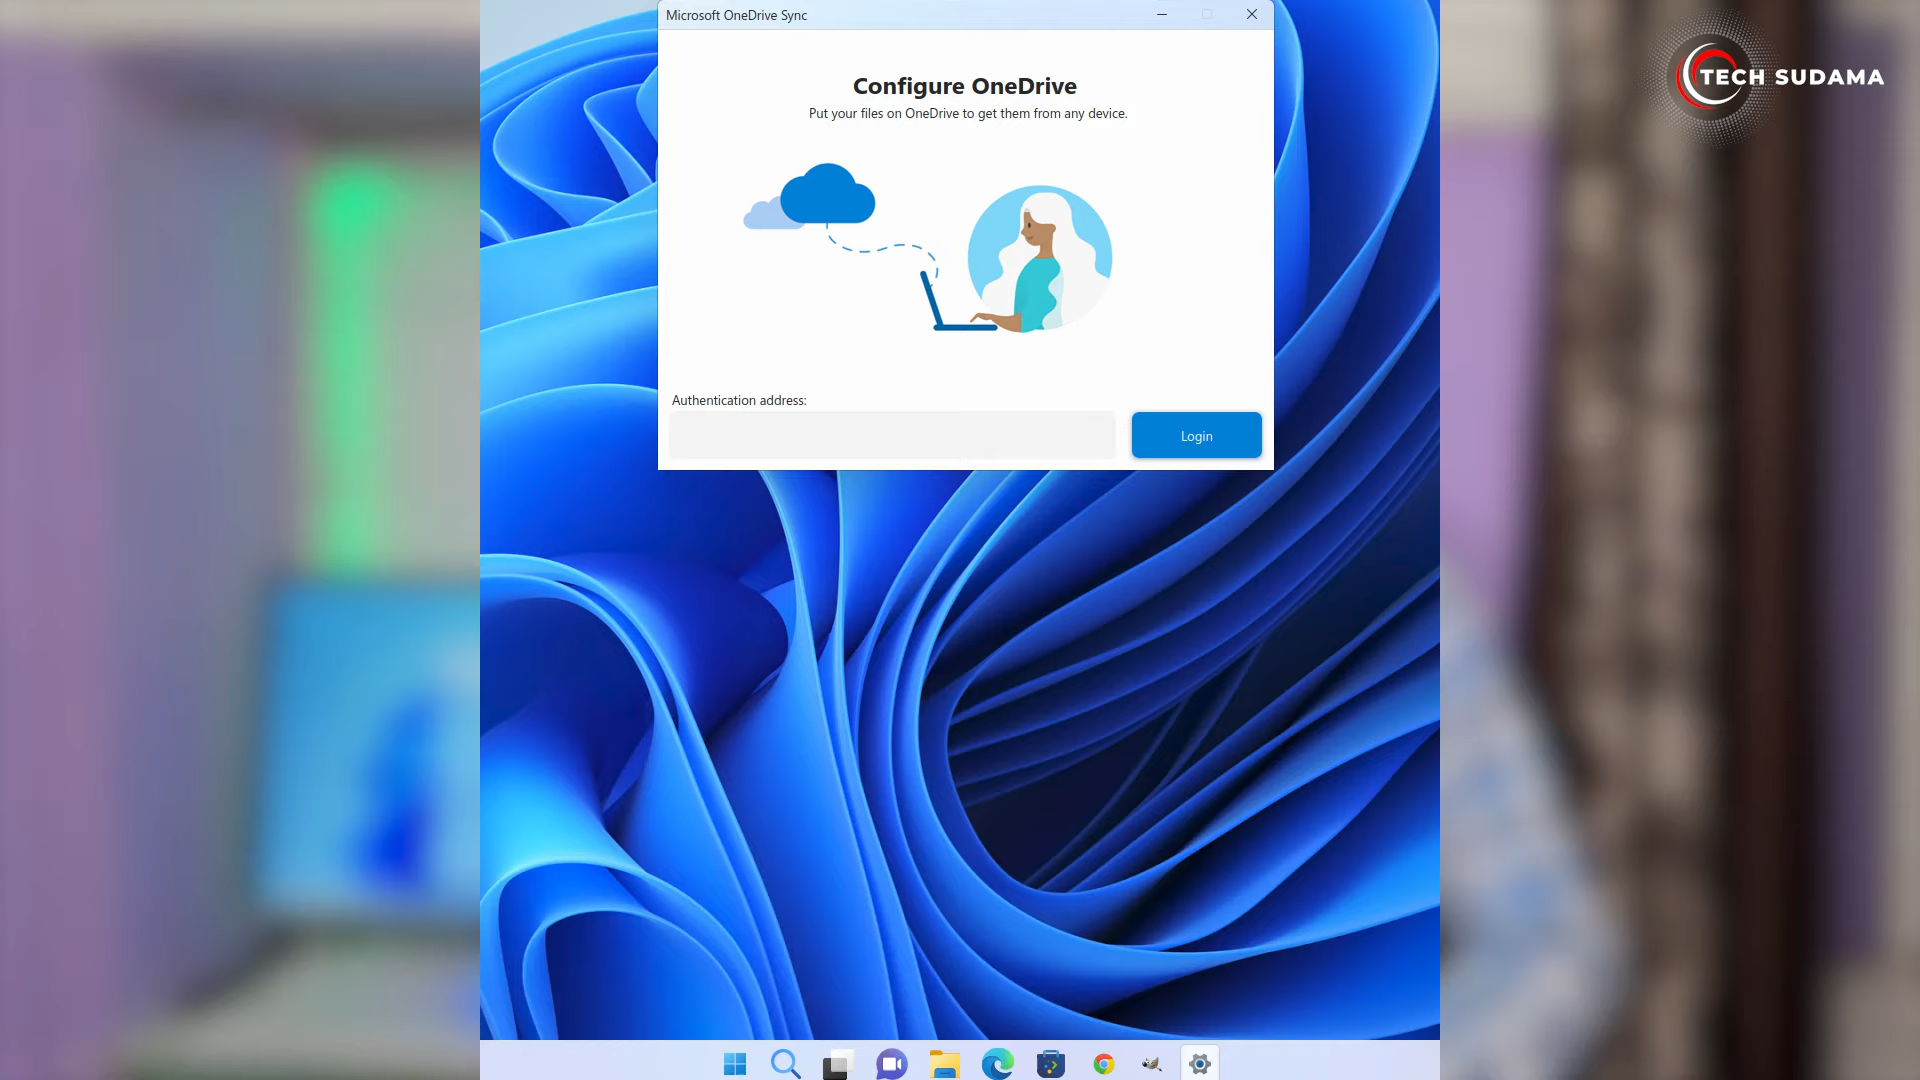 Microsoft OneDrive Sync
TECH SUDAMA
Configure OneDrive
Put your files on OneDrive to get them from any device.
Authentication address:
Login